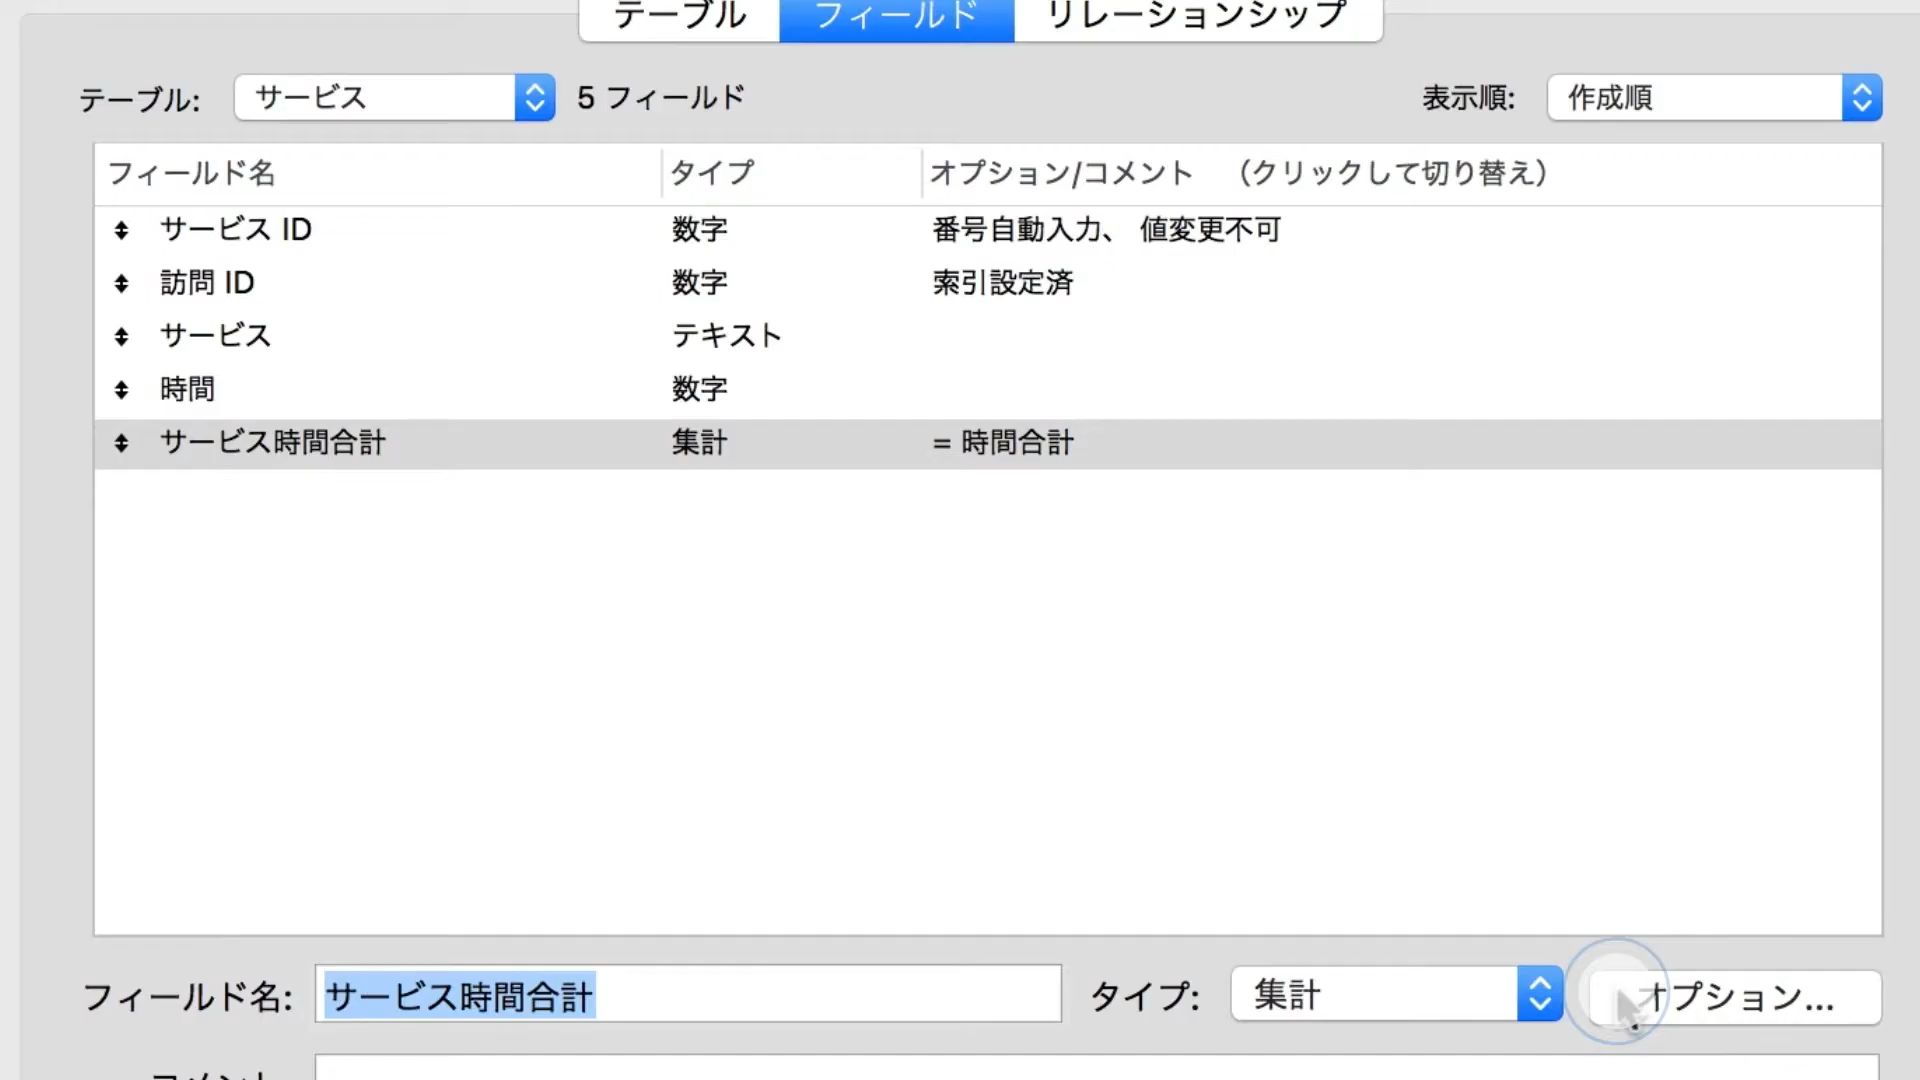 テーブル フィールド リレーションシップ
テーブル: サービス 5 フィールド 表示順: 作成順
フィールド名 タイプ オプション/コメント （クリックして切り替え）
サービス ID 数字 番号自動入力、 値変更不可
訪問 ID 数字 索引設定済
サービス テキスト
時間 数字
サービス時間合計 集計 = 時間合計
フィールド名: サービス時間合計 タイプ: 集計 オプション...
コメント